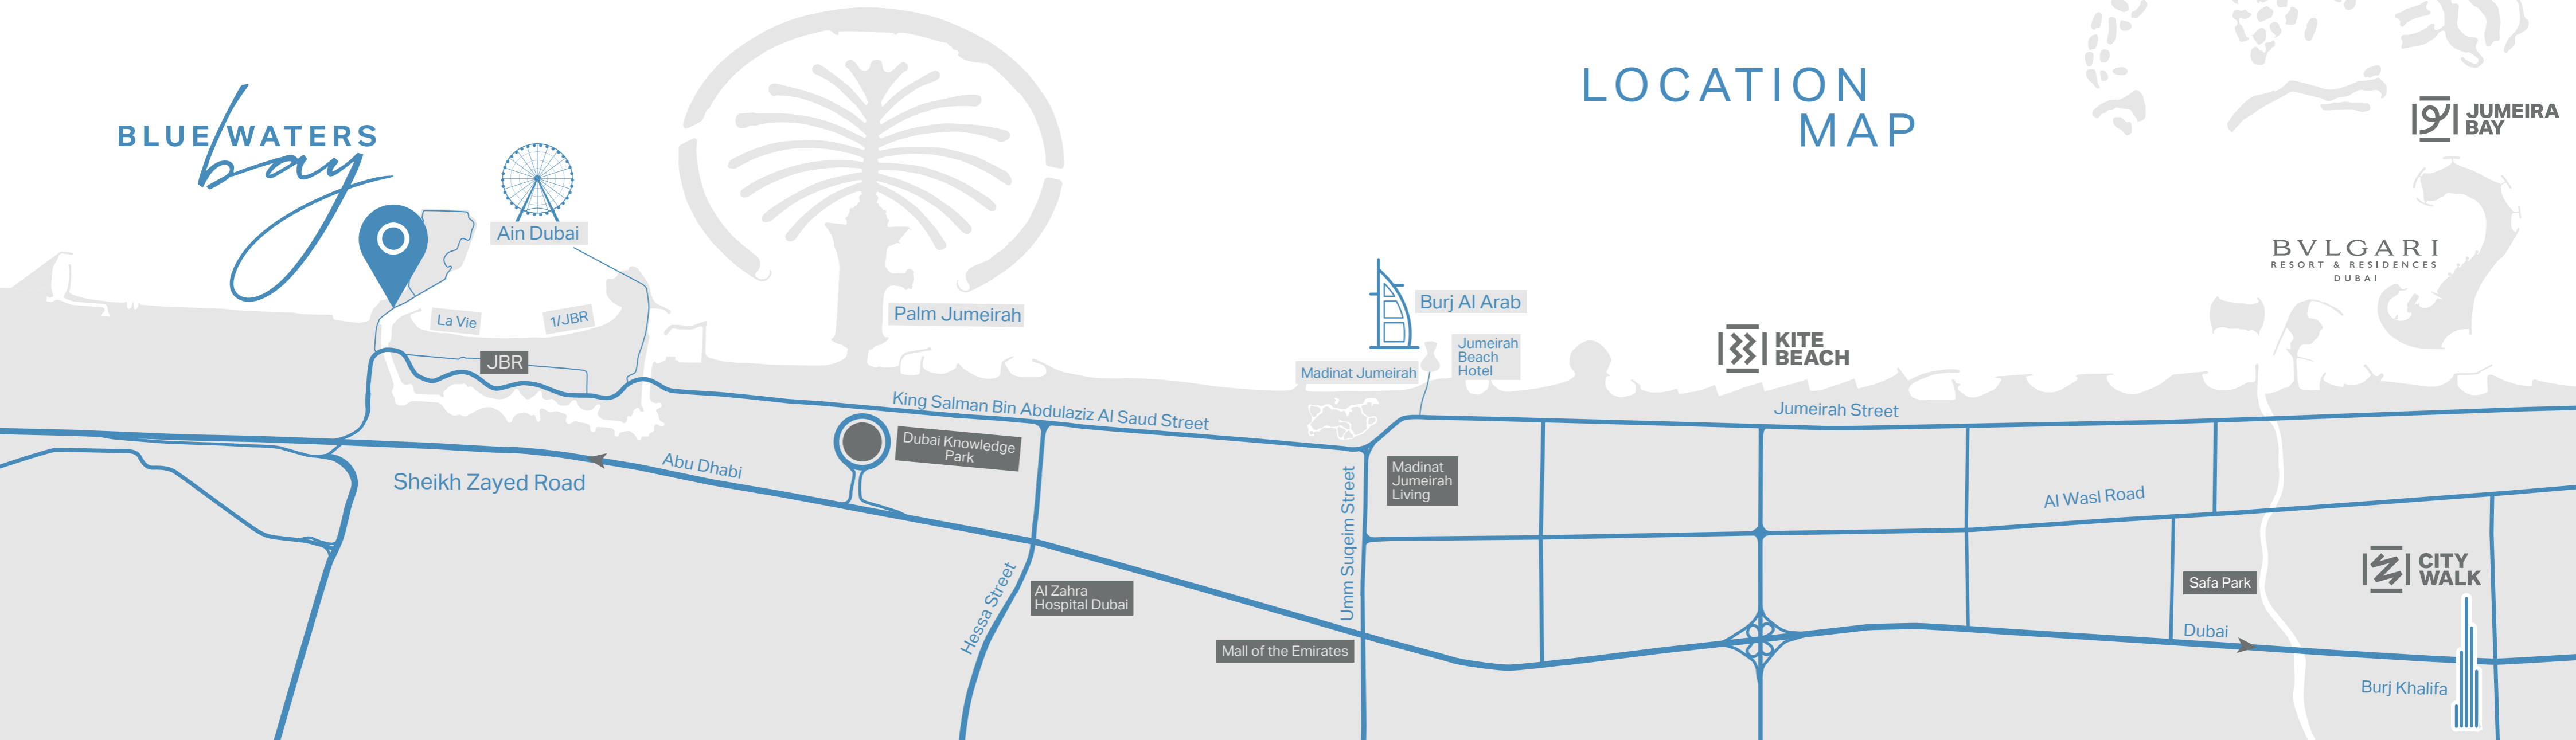 LOCATION
MAP
BLUEWATERS
bay
Ain Dubai
La Vie
1/JBR
JBR
Palm Jumeirah
Burj Al Arab
Jumeirah
Beach
Hotel
Madinat Jumeirah
KITE
BEACH
JUMEIRA
BAY
BVLGARI
RESORT & RESIDENCES
DUBAI
King Salman Bin Abdulaziz Al Saud Street
Jumeirah Street
Dubai Knowledge
Park
Abu Dhabi
Sheikh Zayed Road
Madinat
Jumeirah
Living
Umm Suqeim Street
Al Wasl Road
Hessa Street
Al Zahra
Hospital Dubai
Mall of the Emirates
Safa Park
CITY
WALK
Dubai
Burj Khalifa